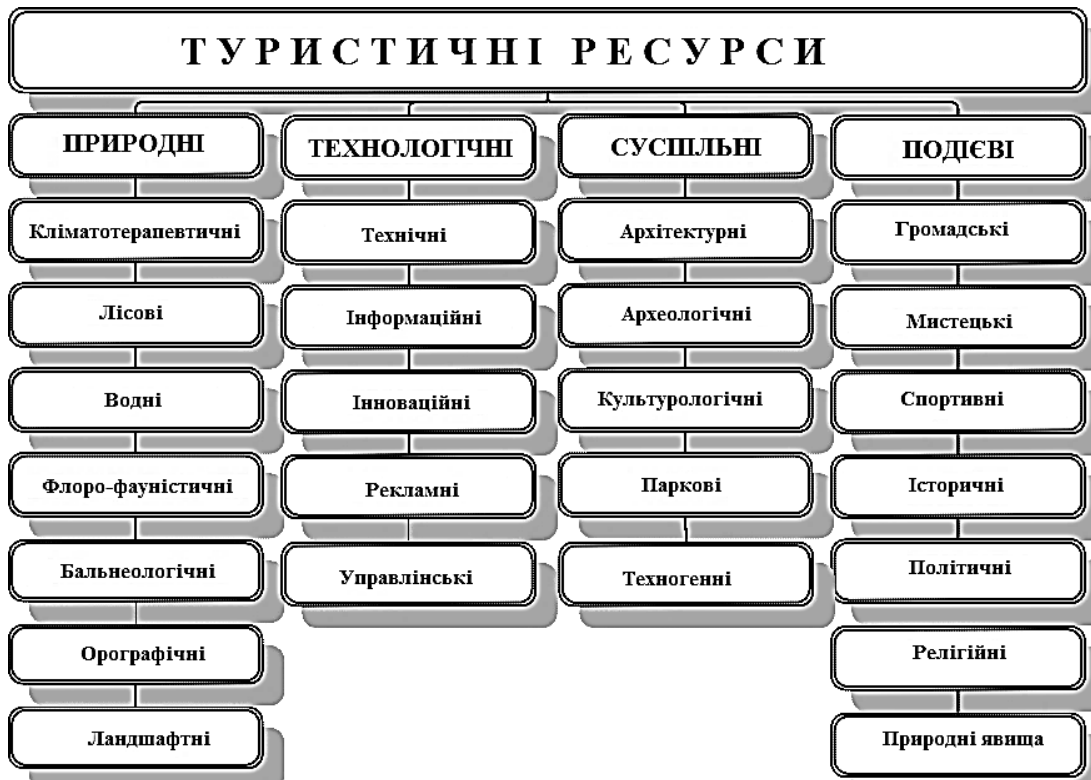 ТУРИСТИЧНІ РЕСУРСИ
ПРИРОДНІ
Кліматотерапевтичні
Лісові
Водні
Флоро-фауністичні
Бальнеологічні
Орографічні
Ландшафтні
ТЕХНОЛОГІЧНІ
Технічні
Інформаційні
Інноваційні
Рекламні
Управлінські
СУСПІЛЬНІ
Архітектурні
Археологічні
Культурологічні
Паркові
Техногенні
ПОДІЄВІ
Громадські
Мистецькі
Спортивні
Історичні
Політичні
Релігійні
Природні явища